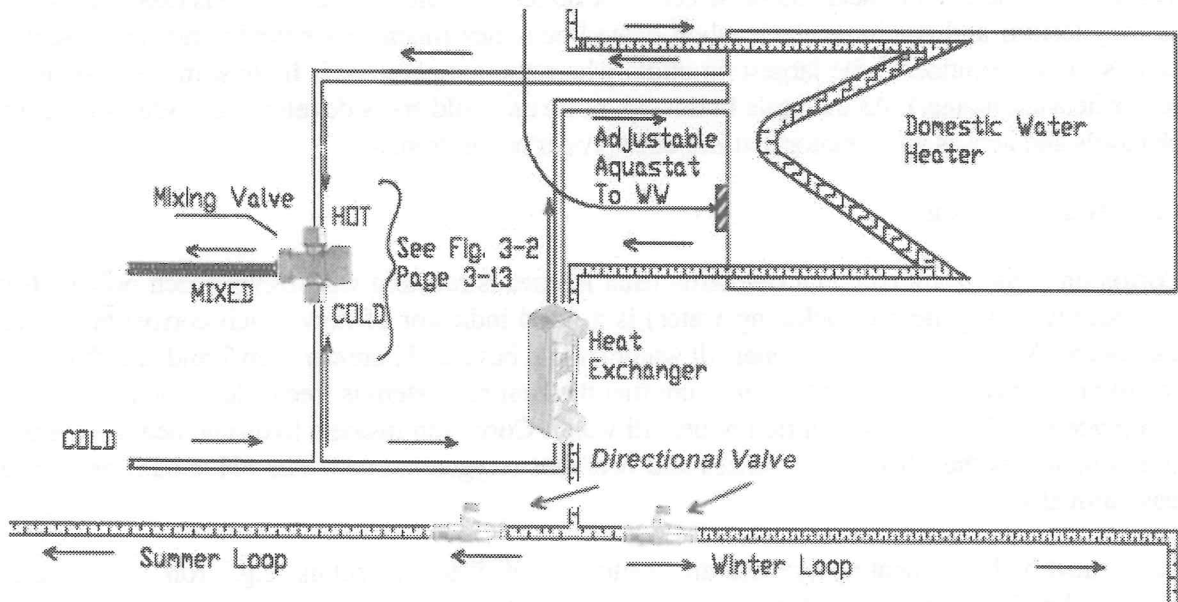 Adjustable
Aquastat
To WW
Domestic Water
Heater
Mixing Valve
HOT
See Fig. 3-2
Page 3-13
MIXED
COLD
Heat
Exchanger
COLD
Directional Valve
Summer Loop
Winter Loop